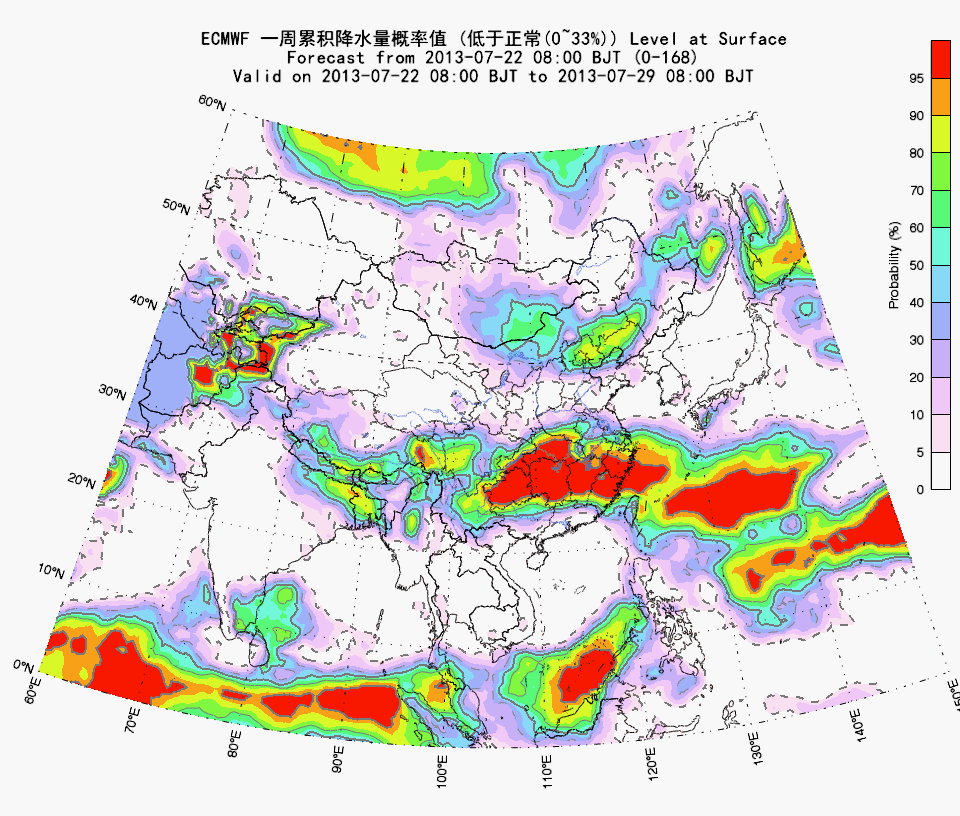 ECMWF 一周累积降水量概率值 (低于正常(0~33%)) Level at Surface
Forecast from 2013-07-22 08:00 BJT (0-168)
Valid on 2013-07-22 08:00 BJT to 2013-07-29 08:00 BJT
60°N
50°N
40°N
30°N
20°N
10°N
0°N
60°E
70°E
80°E
90°E
100°E
110°E
120°E
130°E
140°E
150°E
Probability (%)
95
90
80
70
60
50
40
30
20
10
5
0